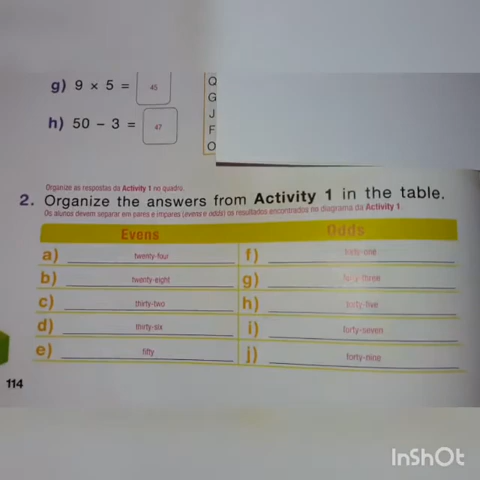 g) 9 × 5 = 45
Q
G
J
h) 50 − 3 = 47
F
O
Organize as respostas da Activity 1 no quadro.
2. Organize the answers from Activity 1 in the table.
Os alunos devem separar em pares e ímpares (evens e odds) os resultados encontrados no diagrama da Activity 1.
Evens Odds
a) twenty-four f) forty-one
b) twenty-eight g) forty-three
c) thirty-two h) forty-five
d) thirty-six i) forty-seven
e) fifty j) forty-nine
114
InShOt